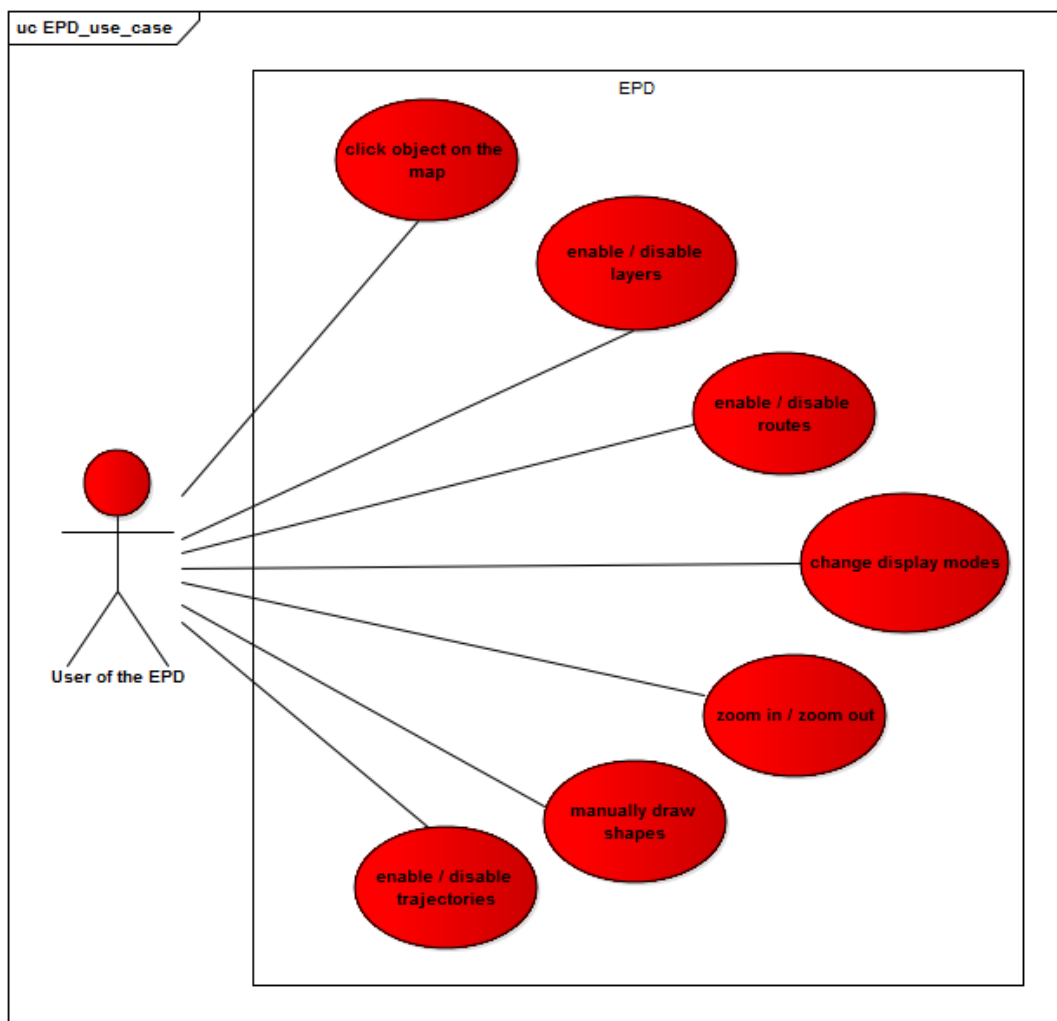 uc EPD_use_case
EPD
click object on the
map
enable / disable
layers
enable / disable
routes
change display modes
User of the EPD
zoom in / zoom out
manually draw
shapes
enable / disable
trajectories